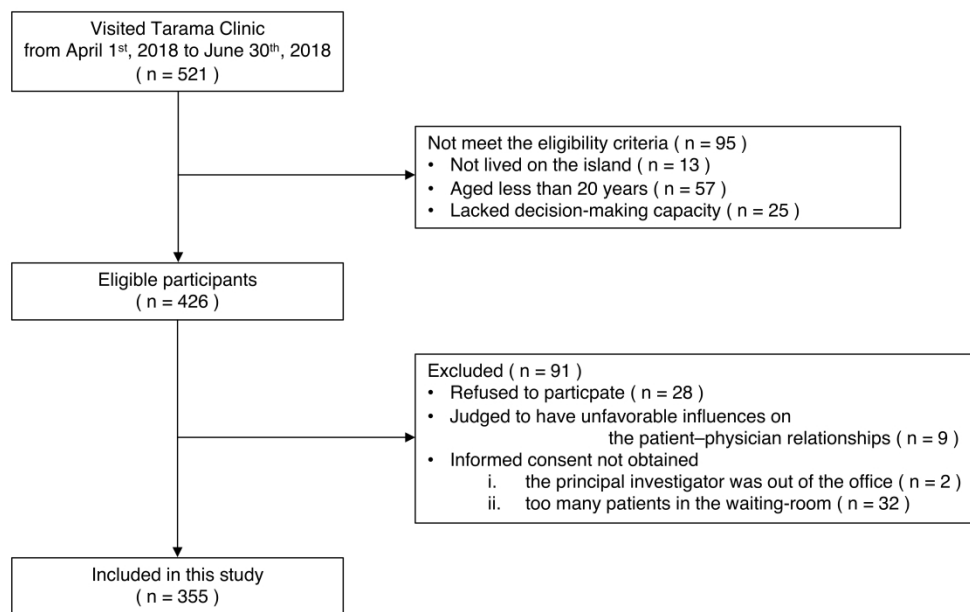 Visited Tarama Clinic
from April 1st, 2018 to June 30th, 2018
( n = 521 )
Not meet the eligibility criteria ( n = 95 )
• Not lived on the island ( n = 13 )
• Aged less than 20 years ( n = 57 )
• Lacked decision-making capacity ( n = 25 )
Eligible participants
( n = 426 )
Excluded ( n = 91 )
• Refused to particpate ( n = 28 )
• Judged to have unfavorable influences on
the patient–physician relationships ( n = 9 )
• Informed consent not obtained
i. the principal investigator was out of the office ( n = 2 )
ii. too many patients in the waiting-room ( n = 32 )
Included in this study
( n = 355 )